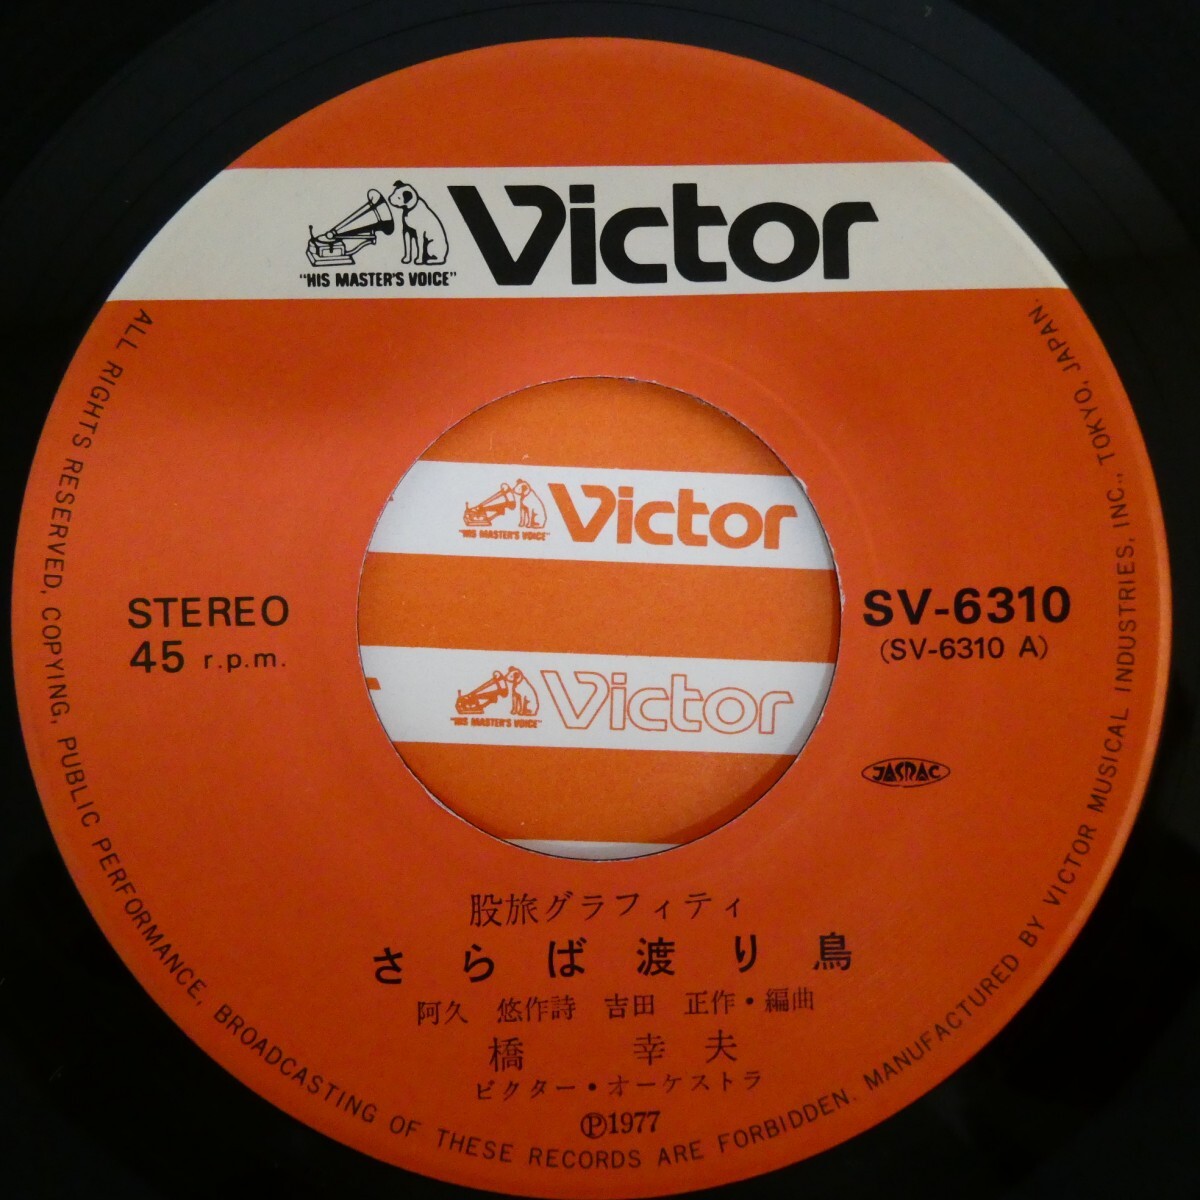 "HIS MASTER'S VOICE"
Victor
ALL RIGHTS RESERVED, COPYING, PUBLIC PERFORMANCE, BROADCASTING OF THESE RECORDS ARE FORBIDDEN. MANUFACTURED BY VICTOR MUSICAL INDUSTRIES, INC., TOKYO, JAPAN.
"HIS MASTER'S VOICE"
Victor
STEREO
45 r.p.m.
SV-6310
(SV-6310 A)
"HIS MASTER'S VOICE"
Victor
JASRAC
股旅グラフィティ
さらば渡り鳥
阿久 悠作詩 吉田 正作・編曲
橋 幸夫
ビクター・オーケストラ
Ⓟ1977